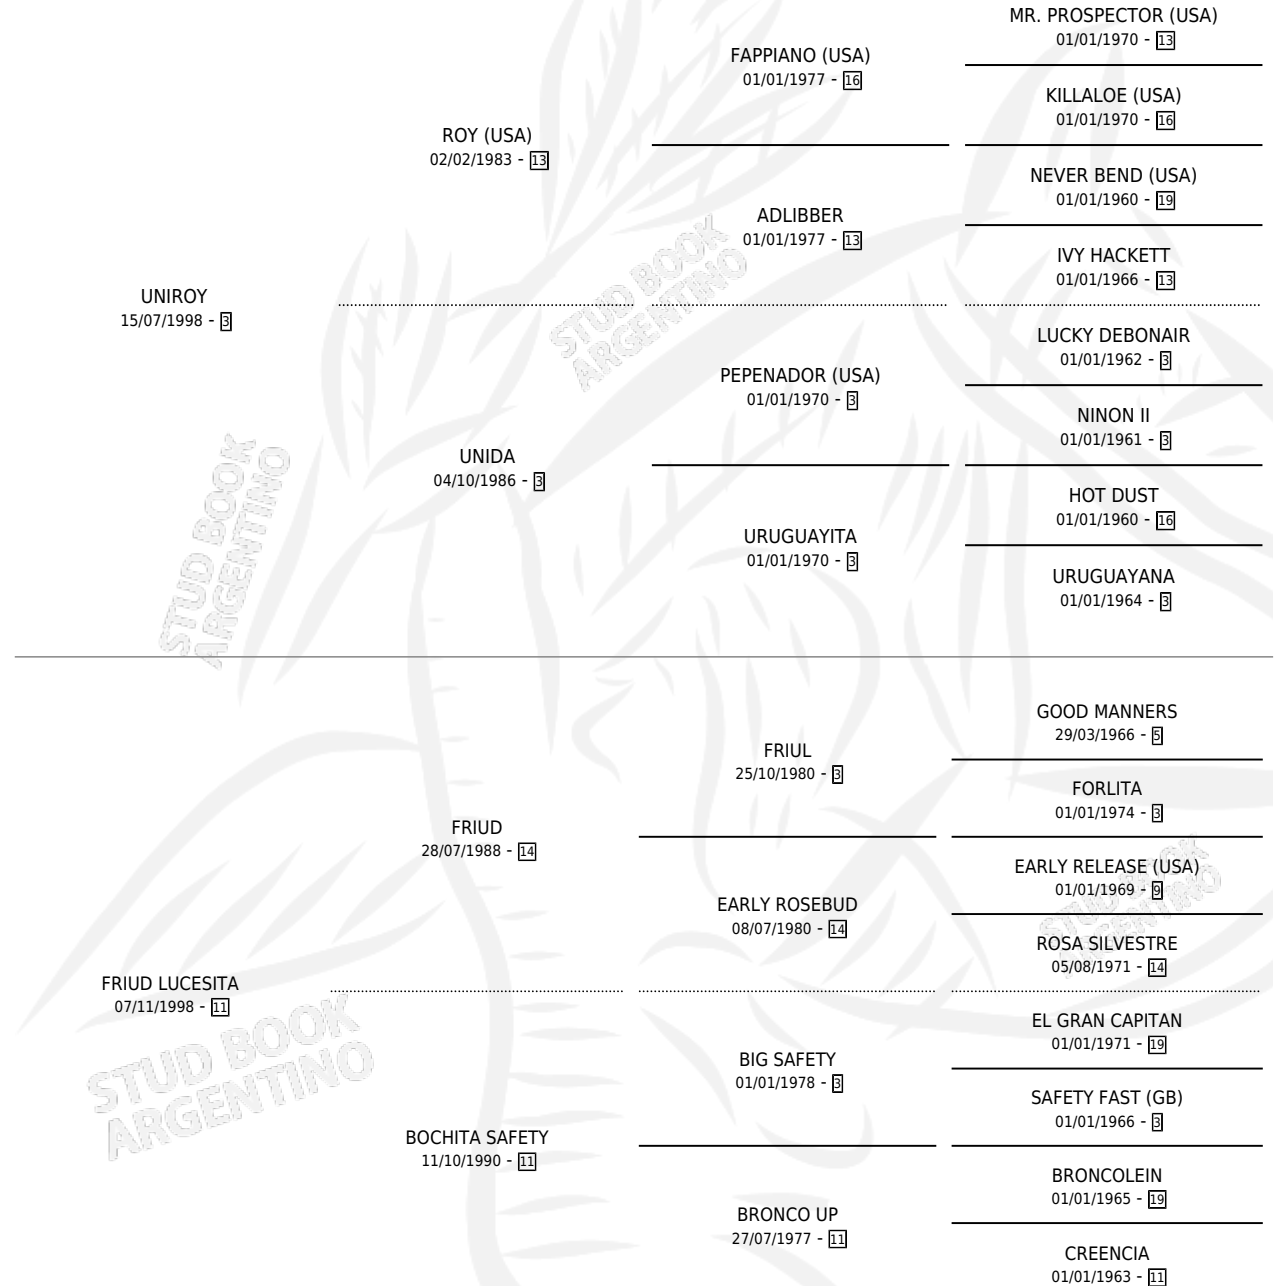 MR. PROSPECTOR (USA)
01/01/1970 - 13
FAPPIANO (USA)
01/01/1977 - 16
KILLALOE (USA)
01/01/1970 - 16
ROY (USA)
02/02/1983 - 13
NEVER BEND (USA)
01/01/1960 - 19
ADLIBBER
01/01/1977 - 13
IVY HACKETT
01/01/1966 - 13
UNIROY
15/07/1998 - 3
LUCKY DEBONAIR
01/01/1962 - 3
PEPENADOR (USA)
01/01/1970 - 3
NINON II
01/01/1961 - 3
UNIDA
04/10/1986 - 3
HOT DUST
01/01/1960 - 16
URUGUAYITA
01/01/1970 - 3
URUGUAYANA
01/01/1964 - 3
GOOD MANNERS
29/03/1966 - 5
FRIUL
25/10/1980 - 3
FORLITA
01/01/1974 - 3
FRIUD
28/07/1988 - 14
EARLY RELEASE (USA)
01/01/1969 - 9
EARLY ROSEBUD
08/07/1980 - 14
ROSA SILVESTRE
05/08/1971 - 14
FRIUD LUCESITA
07/11/1998 - 11
EL GRAN CAPITAN
01/01/1971 - 19
BIG SAFETY
01/01/1978 - 3
SAFETY FAST (GB)
01/01/1966 - 3
BOCHITA SAFETY
11/10/1990 - 11
BRONCOLEIN
01/01/1965 - 19
BRONCO UP
27/07/1977 - 11
CREENCIA
01/01/1963 - 11
STUD BOOK
ARGENTINO
STUD BOOK
ARGENTINO
STUD BOOK
ARGENTINO
STUD BOOK
ARGENTINO